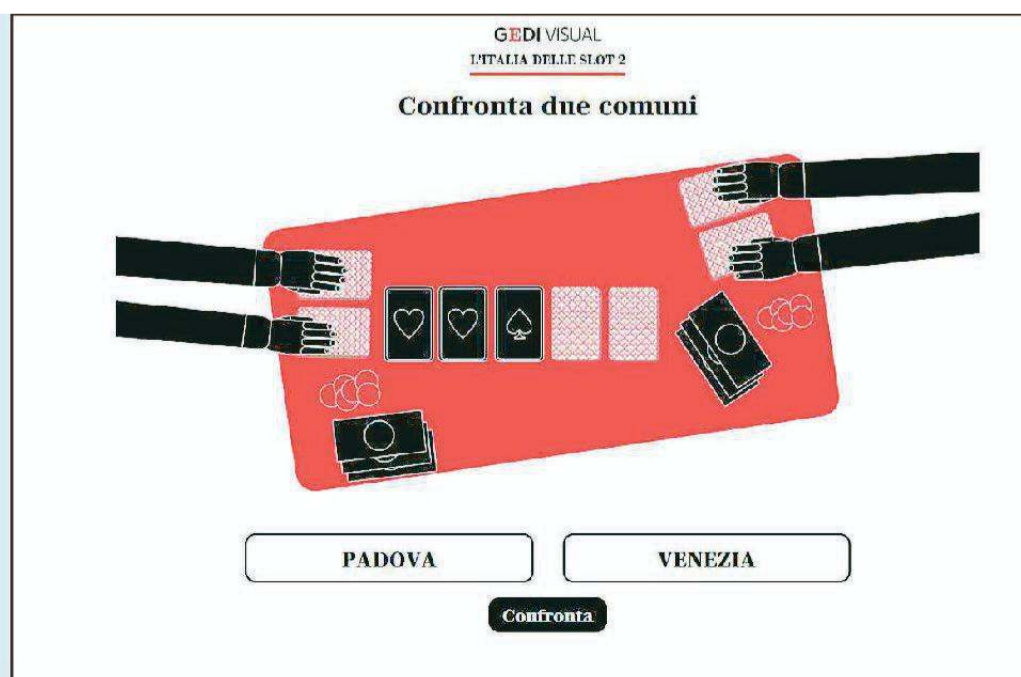 GEDI VISUAL
L'ITALIA DELLE SLOT 2
Confronta due comuni
PADOVA
VENEZIA
Confronta